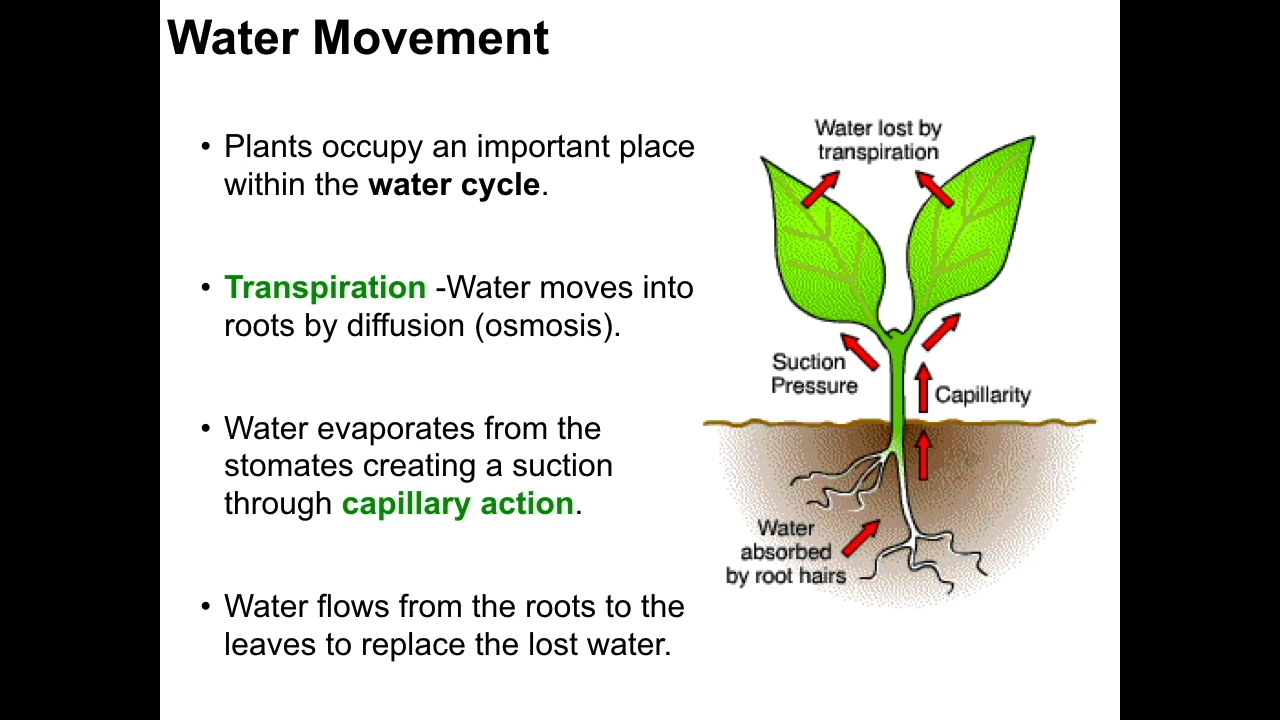 Water Movement
• Plants occupy an important place
within the water cycle.
• Transpiration -Water moves into
roots by diffusion (osmosis).
• Water evaporates from the
stomates creating a suction
through capillary action.
• Water flows from the roots to the
leaves to replace the lost water.
Water lost by
transpiration
Suction
Pressure
Capillarity
Water
absorbed
by root hairs